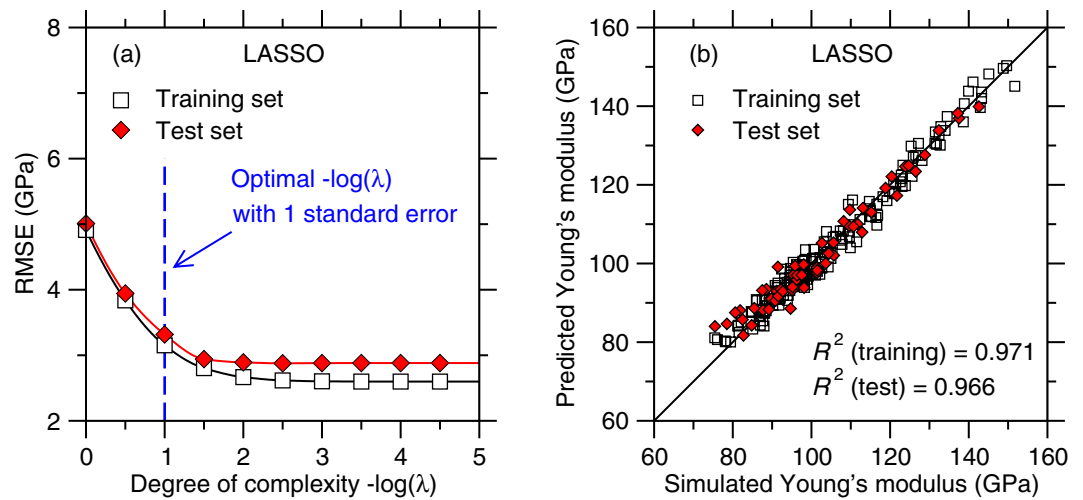 (a) LASSO
Training set
Test set
Optimal -log(λ)
with 1 standard error
RMSE (GPa)
8
6
4
2
0 1 2 3 4 5
Degree of complexity -log(λ)
(b) LASSO
Training set
Test set
R² (training) = 0.971
R² (test) = 0.966
Predicted Young's modulus (GPa)
160
140
120
100
80
60
60 80 100 120 140 160
Simulated Young's modulus (GPa)